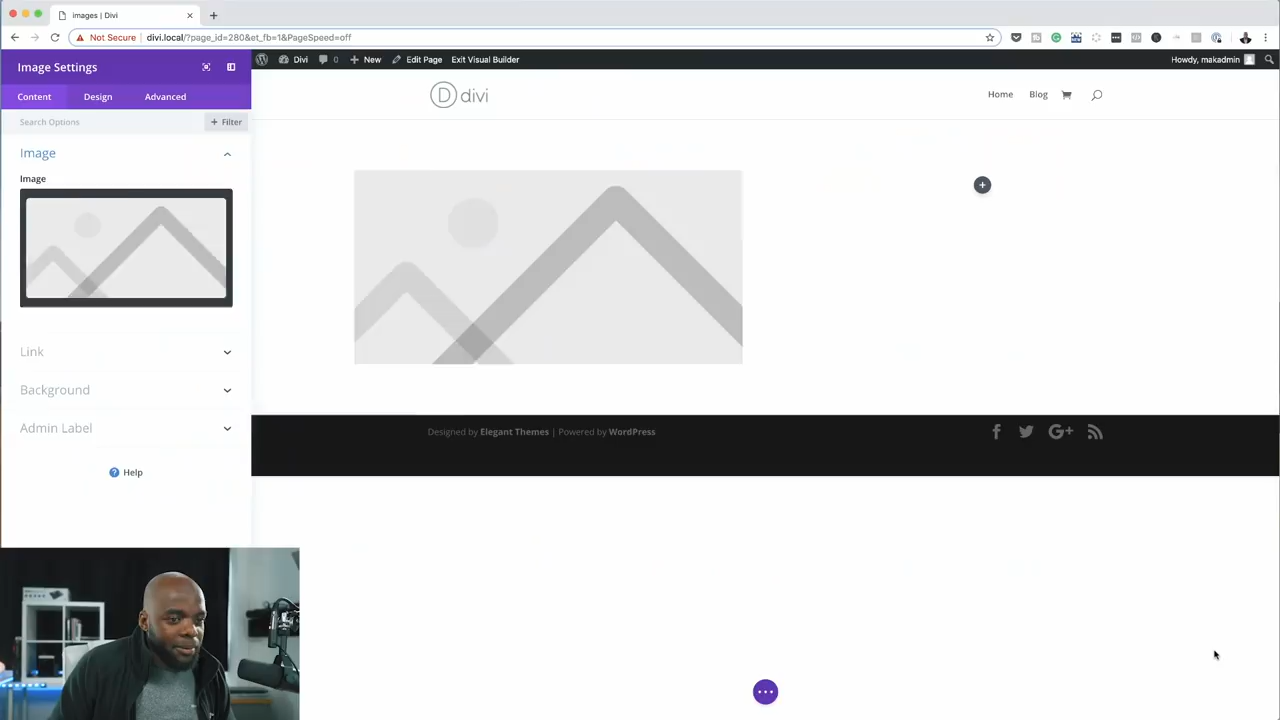 images | Divi
Not Secure | divi.local/?page_id=280&et_fb=1&PageSpeed=off
Image Settings
Divi 0 New Edit Page Exit Visual Builder Howdy, makadmin
Content Design Advanced
D divi
Home Blog
Search Options
+ Filter
Image
Image
Link
Background
Admin Label
? Help
Designed by Elegant Themes | Powered by WordPress